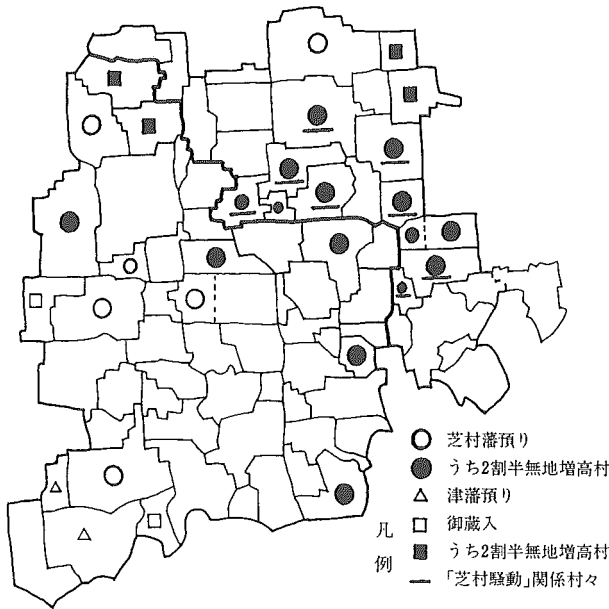 芝村藩預り
うち2割半無地増高村
津藩預り
凡例
御蔵入
うち2割半無地増高村
「芝村騒動」関係村々